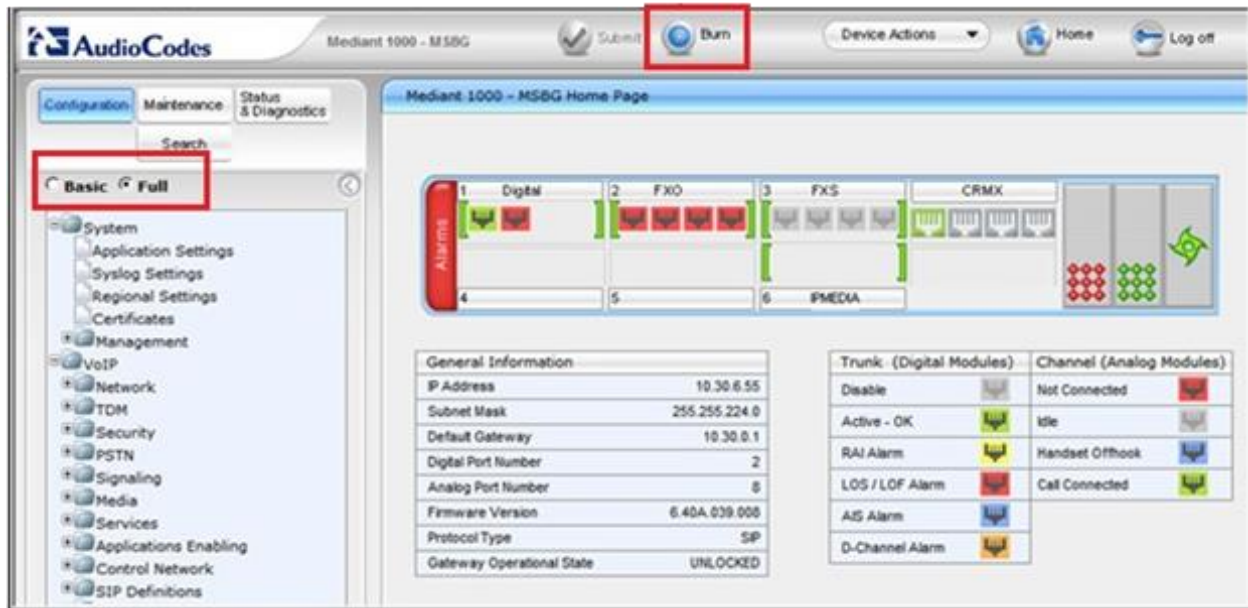 AudioCodes
Mediant 1000 - MSBG
Submit
Burn
Device Actions
Home
Log off
Configuration
Maintenance
Status & Diagnostics
Search
Basic
Full
System
Application Settings
Syslog Settings
Regional Settings
Certificates
Management
VoIP
Network
TDM
Security
PSTN
Signaling
Media
Services
Applications Enabling
Control Network
SIP Definitions
Mediant 1000 - MSBG Home Page
Alarms
1 Digital
2 FXO
3 FXS
CRMX
4
5
6 IPMEDIA
General Information
IP Address 10.30.6.55
Subnet Mask 255.255.224.0
Default Gateway 10.30.0.1
Digital Port Number 2
Analog Port Number 8
Firmware Version 6.40A.039.008
Protocol Type SIP
Gateway Operational State UNLOCKED
Trunk (Digital Modules) Channel (Analog Modules)
Disable Not Connected
Active - OK Idle
RAI Alarm Handset Offhook
LOS / LOF Alarm Call Connected
AIS Alarm
D-Channel Alarm